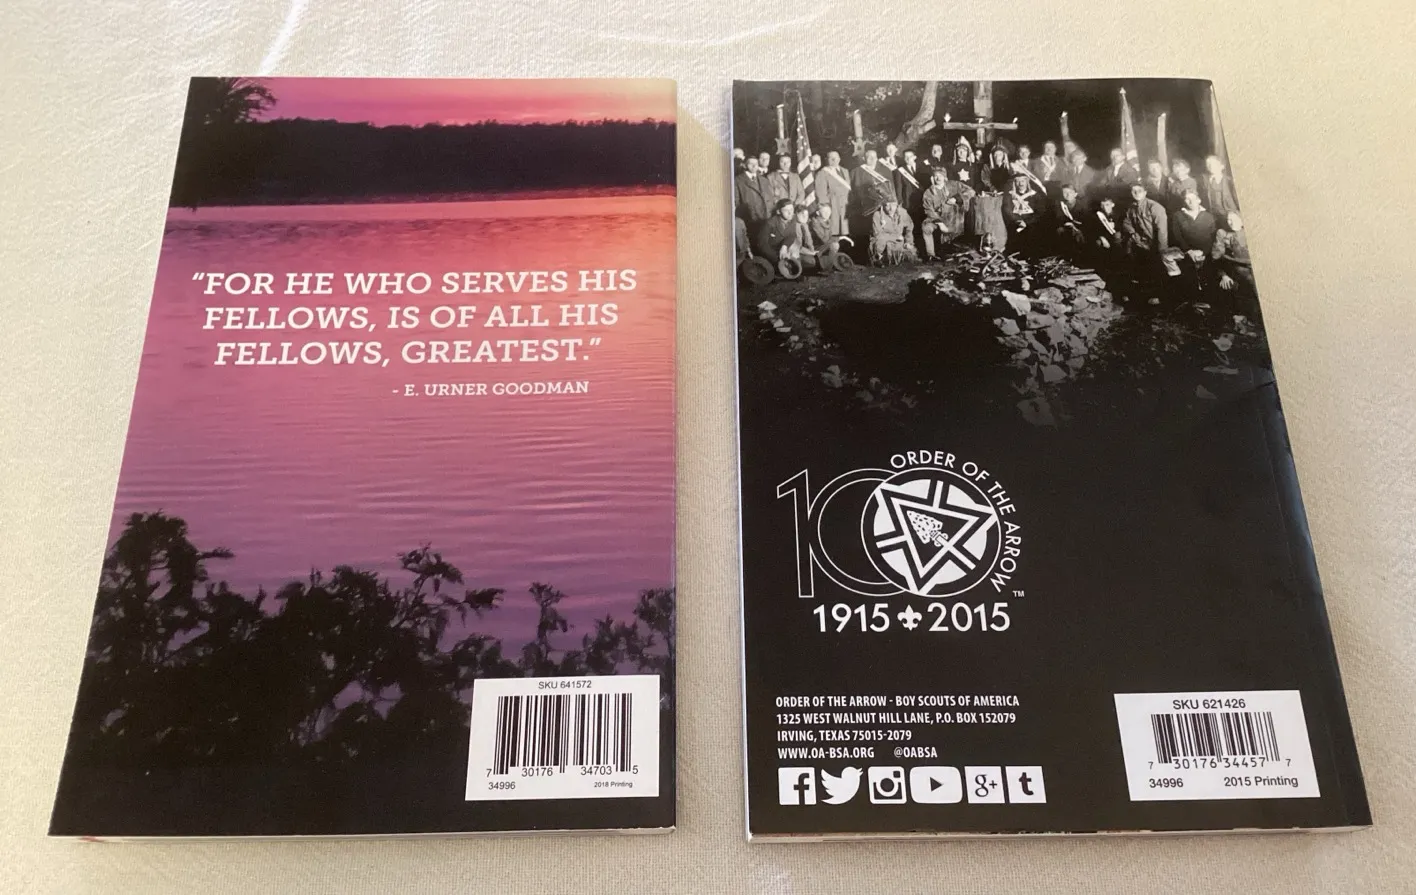 “FOR HE WHO SERVES HIS
FELLOWS, IS OF ALL HIS
FELLOWS, GREATEST.”
- E. URNER GOODMAN
SKU 641572
7 30176 34703 5
34996 2018 Printing
ORDER OF THE ARROW
100
TM
1915 2015
ORDER OF THE ARROW - BOY SCOUTS OF AMERICA
1325 WEST WALNUT HILL LANE, P.O. BOX 152079
IRVING, TEXAS 75015-2079
WWW.OA-BSA.ORG @OABSA
f g+ t
SKU 621426
7 30176 34457 7
34996 2015 Printing